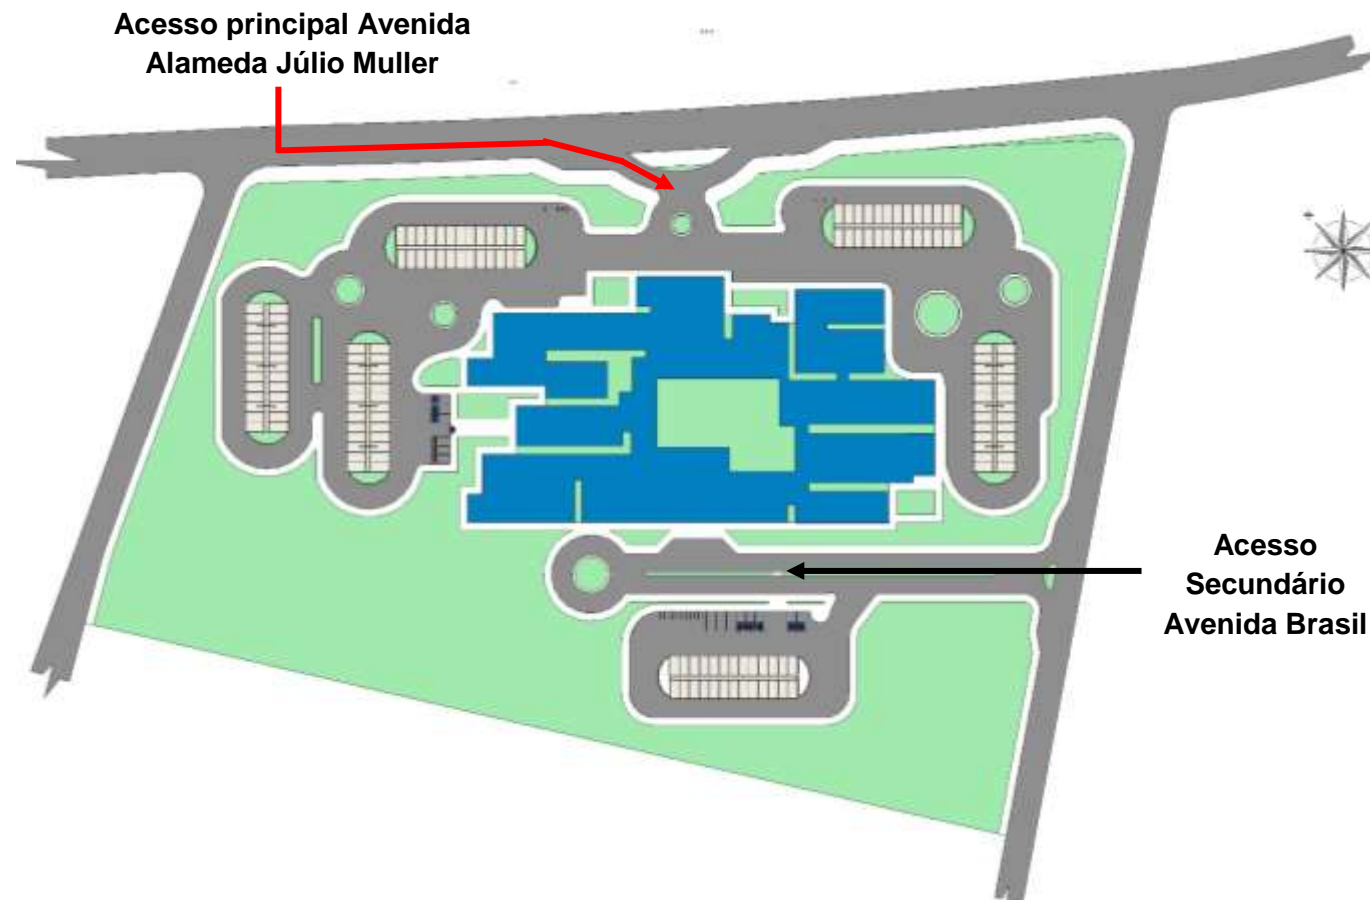 Acesso principal Avenida
Alameda Júlio Muller
Acesso
Secundário
Avenida Brasil